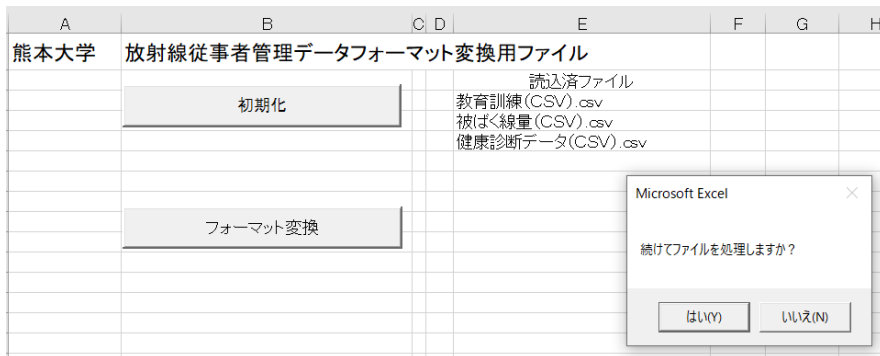 A B C D E F G H
熊本大学 放射線従事者管理データフォーマット変換用ファイル
読込済ファイル
初期化
教育訓練(CSV).csv
被ばく線量(CSV).csv
健康診断データ(CSV).csv
フォーマット変換
Microsoft Excel
続けてファイルを処理しますか？
はい(Y) いいえ(N)